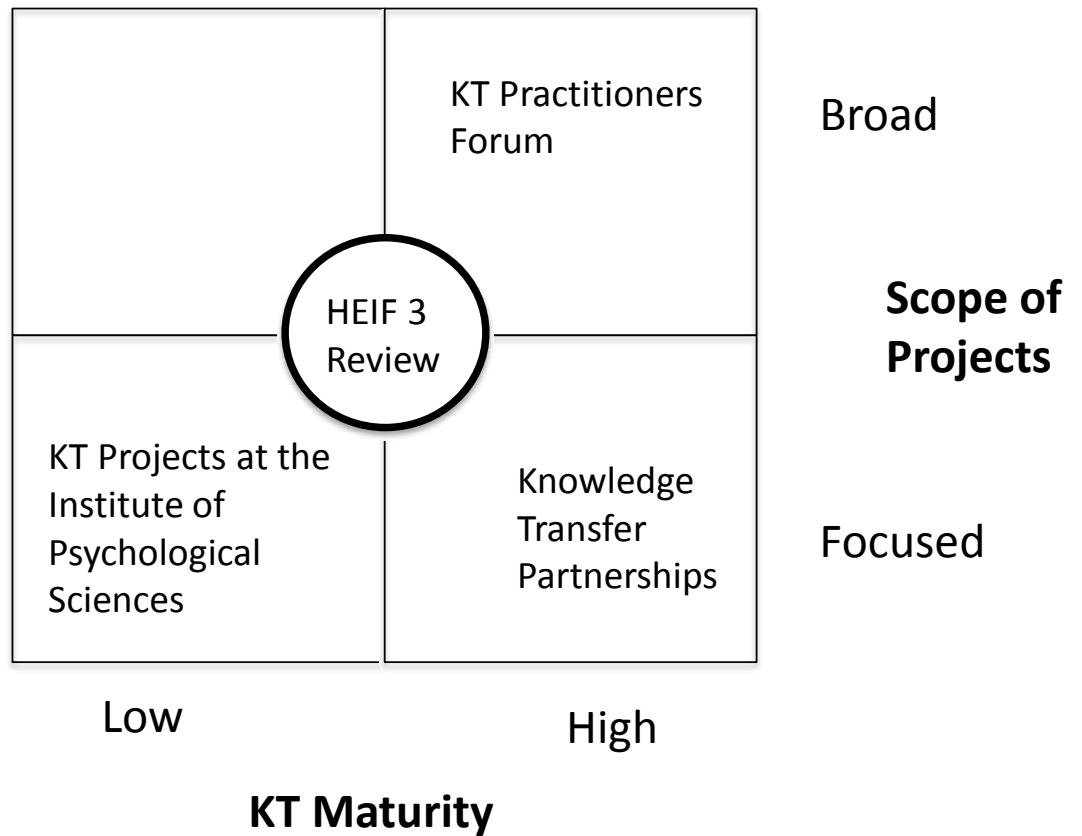 KT Practitioners
Forum
Broad
HEIF 3
Review
Scope of
Projects
KT Projects at the
Institute of
Psychological
Sciences
Knowledge
Transfer
Partnerships
Focused
Low
High
KT Maturity